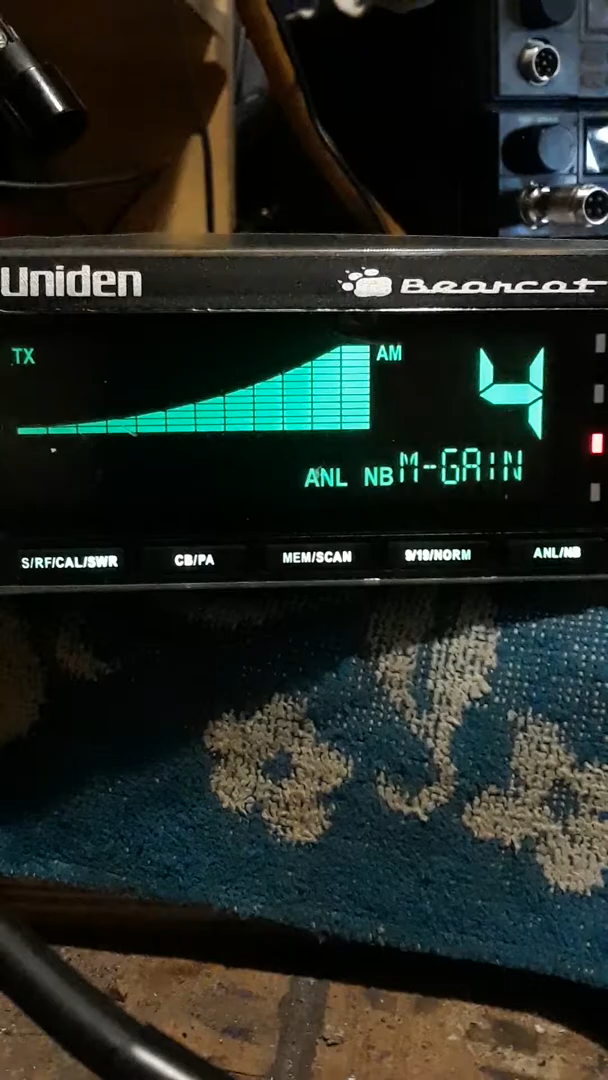 Uniden Bearcat
TX AM 4
ANL NB M-GAIN
S/RF/CAL/SWR CB/PA MEM/SCAN 9/19/NORM ANL/NB